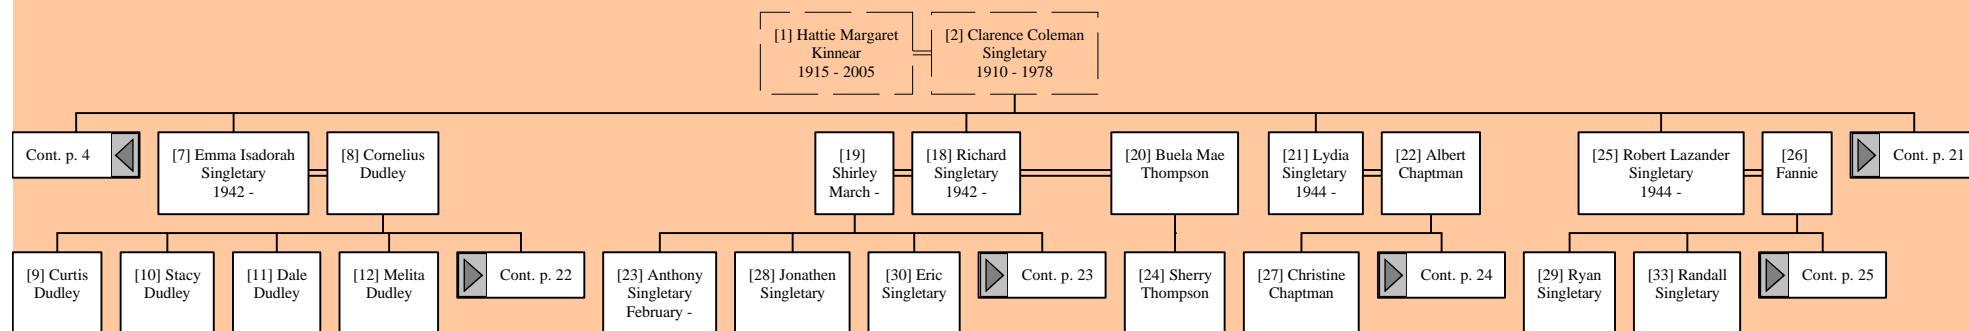 [1] Hattie Margaret
Kinnear
1915 - 2005
[2] Clarence Coleman
Singletary
1910 - 1978
Cont. p. 4
[7] Emma Isadorah
Singletary
1942 -
[8] Cornelius
Dudley
[19]
Shirley
March -
[18] Richard
Singletary
1942 -
[20] Buela Mae
Thompson
[21] Lydia
Singletary
1944 -
[22] Albert
Chaptman
[25] Robert Lazander
Singletary
1944 -
[26]
Fannie
Cont. p. 21
[9] Curtis
Dudley
[10] Stacy
Dudley
[11] Dale
Dudley
[12] Melita
Dudley
Cont. p. 22
[23] Anthony
Singletary
February -
[28] Jonathen
Singletary
[30] Eric
Singletary
Cont. p. 23
[24] Sherry
Thompson
[27] Christine
Chaptman
Cont. p. 24
[29] Ryan
Singletary
[33] Randall
Singletary
Cont. p. 25